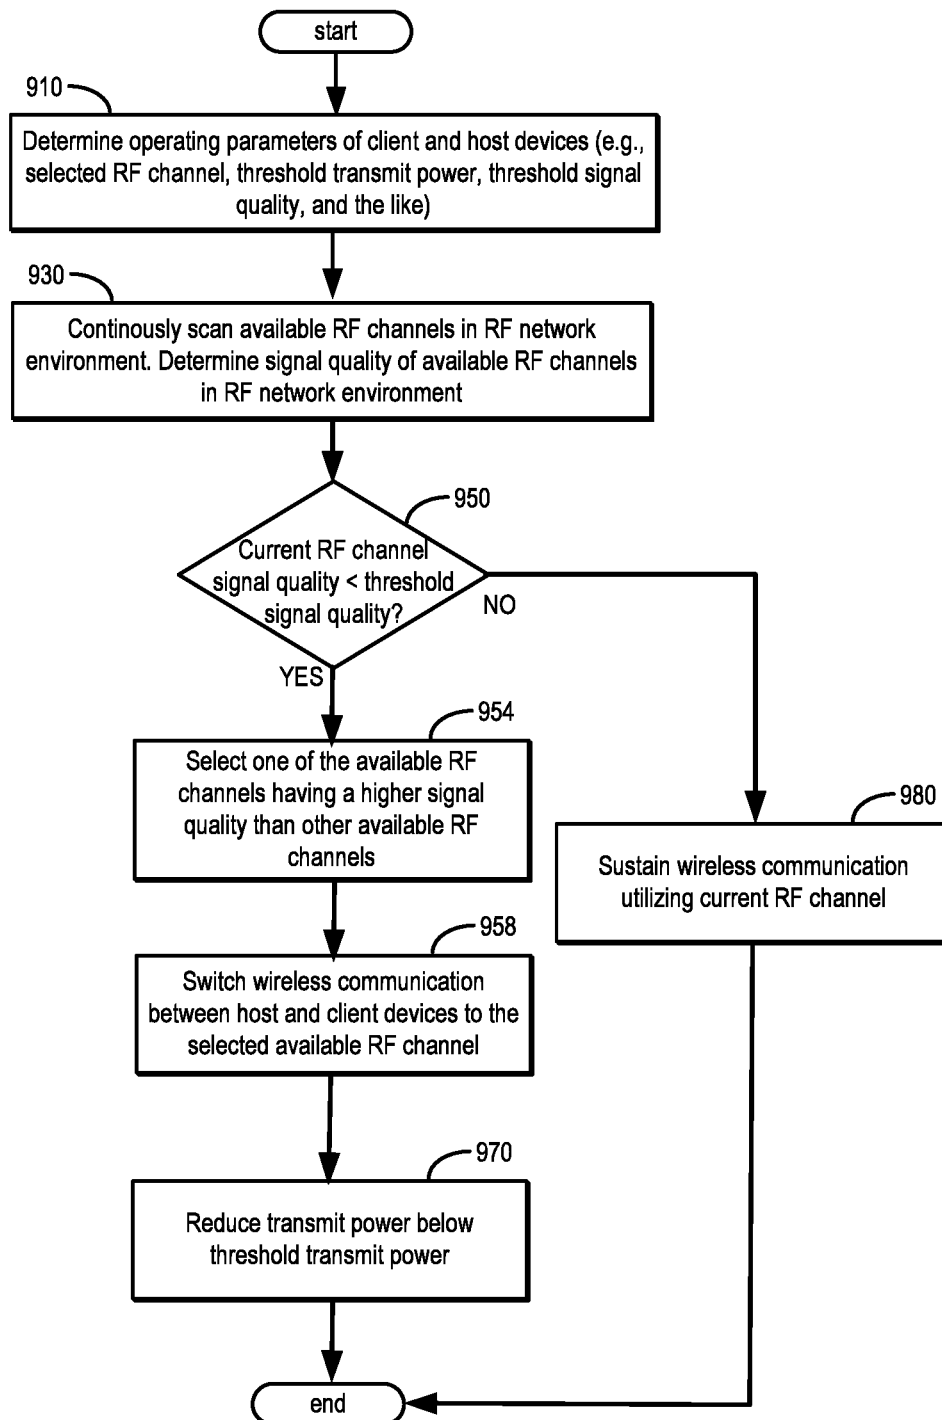 start
910
Determine operating parameters of client and host devices (e.g.,
selected RF channel, threshold transmit power, threshold signal
quality, and the like)
930
Continously scan available RF channels in RF network
environment. Determine signal quality of available RF channels
in RF network environment
950
Current RF channel
signal quality < threshold
signal quality?
NO
YES
954
Select one of the available RF
channels having a higher signal
quality than other available RF
channels
980
Sustain wireless communication
utilizing current RF channel
958
Switch wireless communication
between host and client devices to the
selected available RF channel
970
Reduce transmit power below
threshold transmit power
end